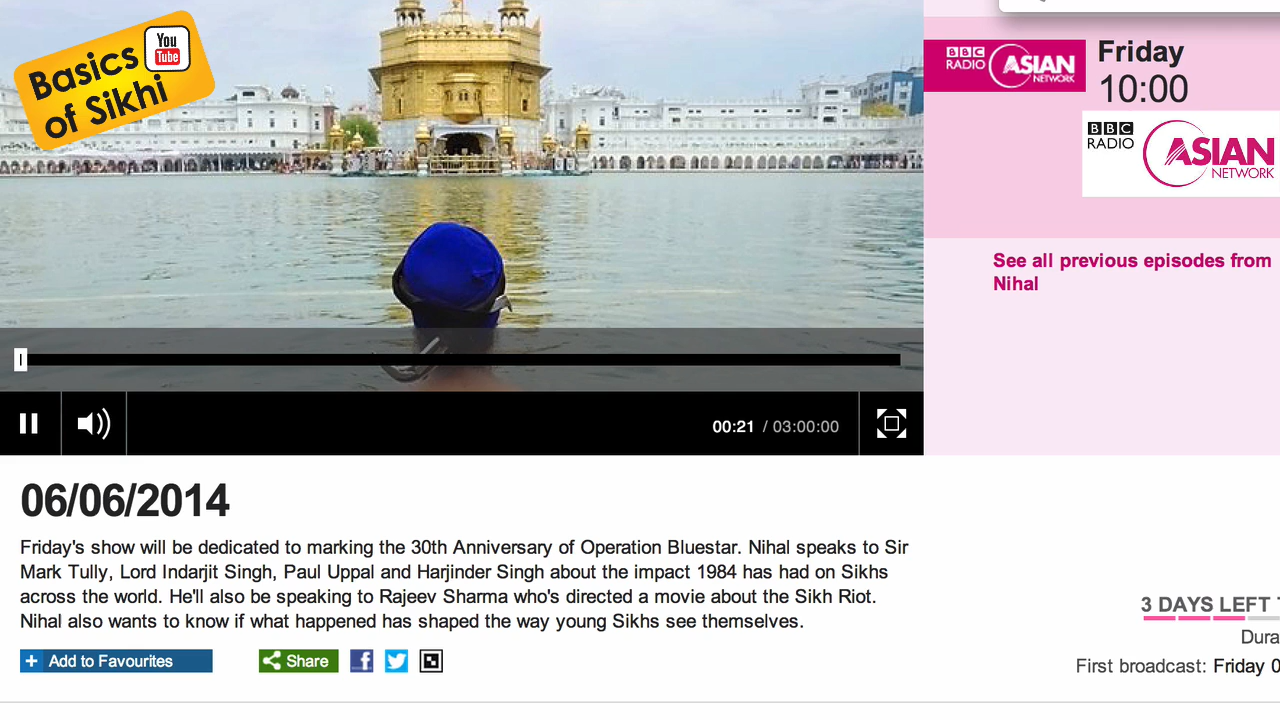 Basics
You
Tube
of Sikhi
BBC
RADIO
ASIAN
NETWORK
Friday
10:00
BBC
RADIO
ASIAN
NETWORK
See all previous episodes from
Nihal
00:21 / 03:00:00
06/06/2014
Friday's show will be dedicated to marking the 30th Anniversary of Operation Bluestar. Nihal speaks to Sir
Mark Tully, Lord Indarjit Singh, Paul Uppal and Harjinder Singh about the impact 1984 has had on Sikhs
across the world. He'll also be speaking to Rajeev Sharma who's directed a movie about the Sikh Riot.
Nihal also wants to know if what happened has shaped the way young Sikhs see themselves.
+ Add to Favourites
Share
3 DAYS LEFT
Dura
First broadcast: Friday 0